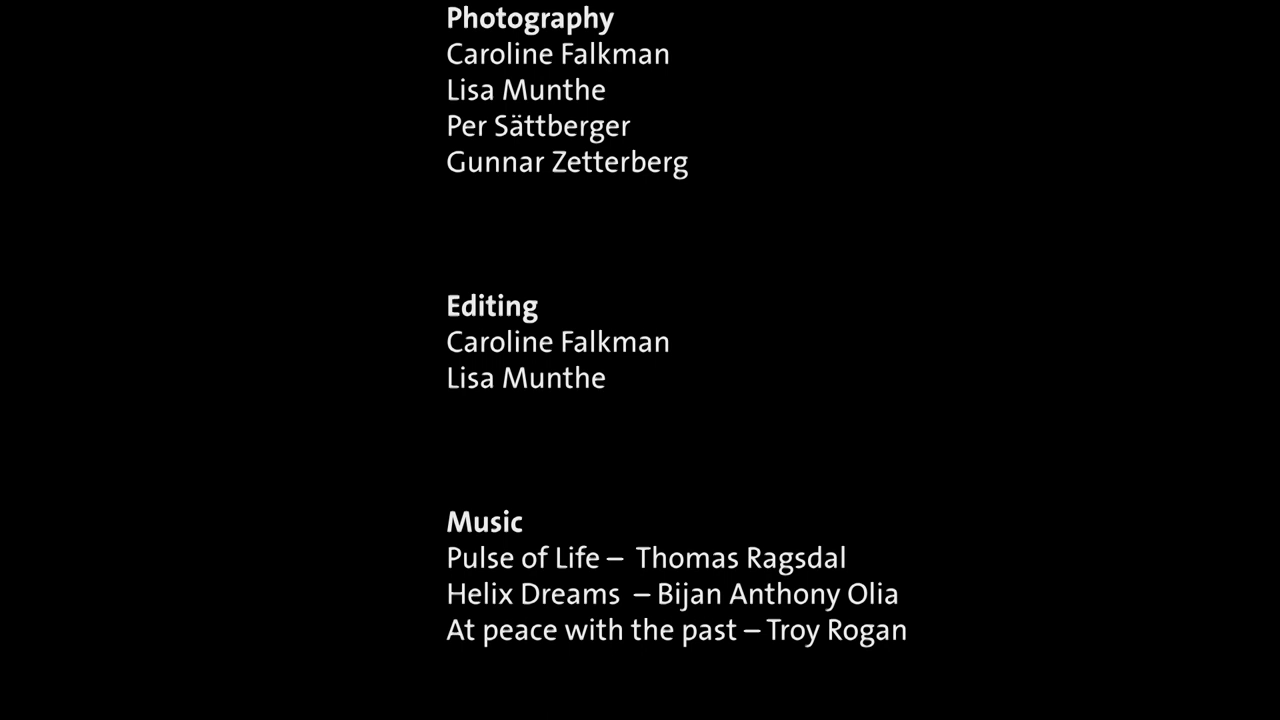 Photography
Caroline Falkman
Lisa Munthe
Per Sättberger
Gunnar Zetterberg
Editing
Caroline Falkman
Lisa Munthe
Music
Pulse of Life – Thomas Ragsdal
Helix Dreams – Bijan Anthony Olia
At peace with the past – Troy Rogan